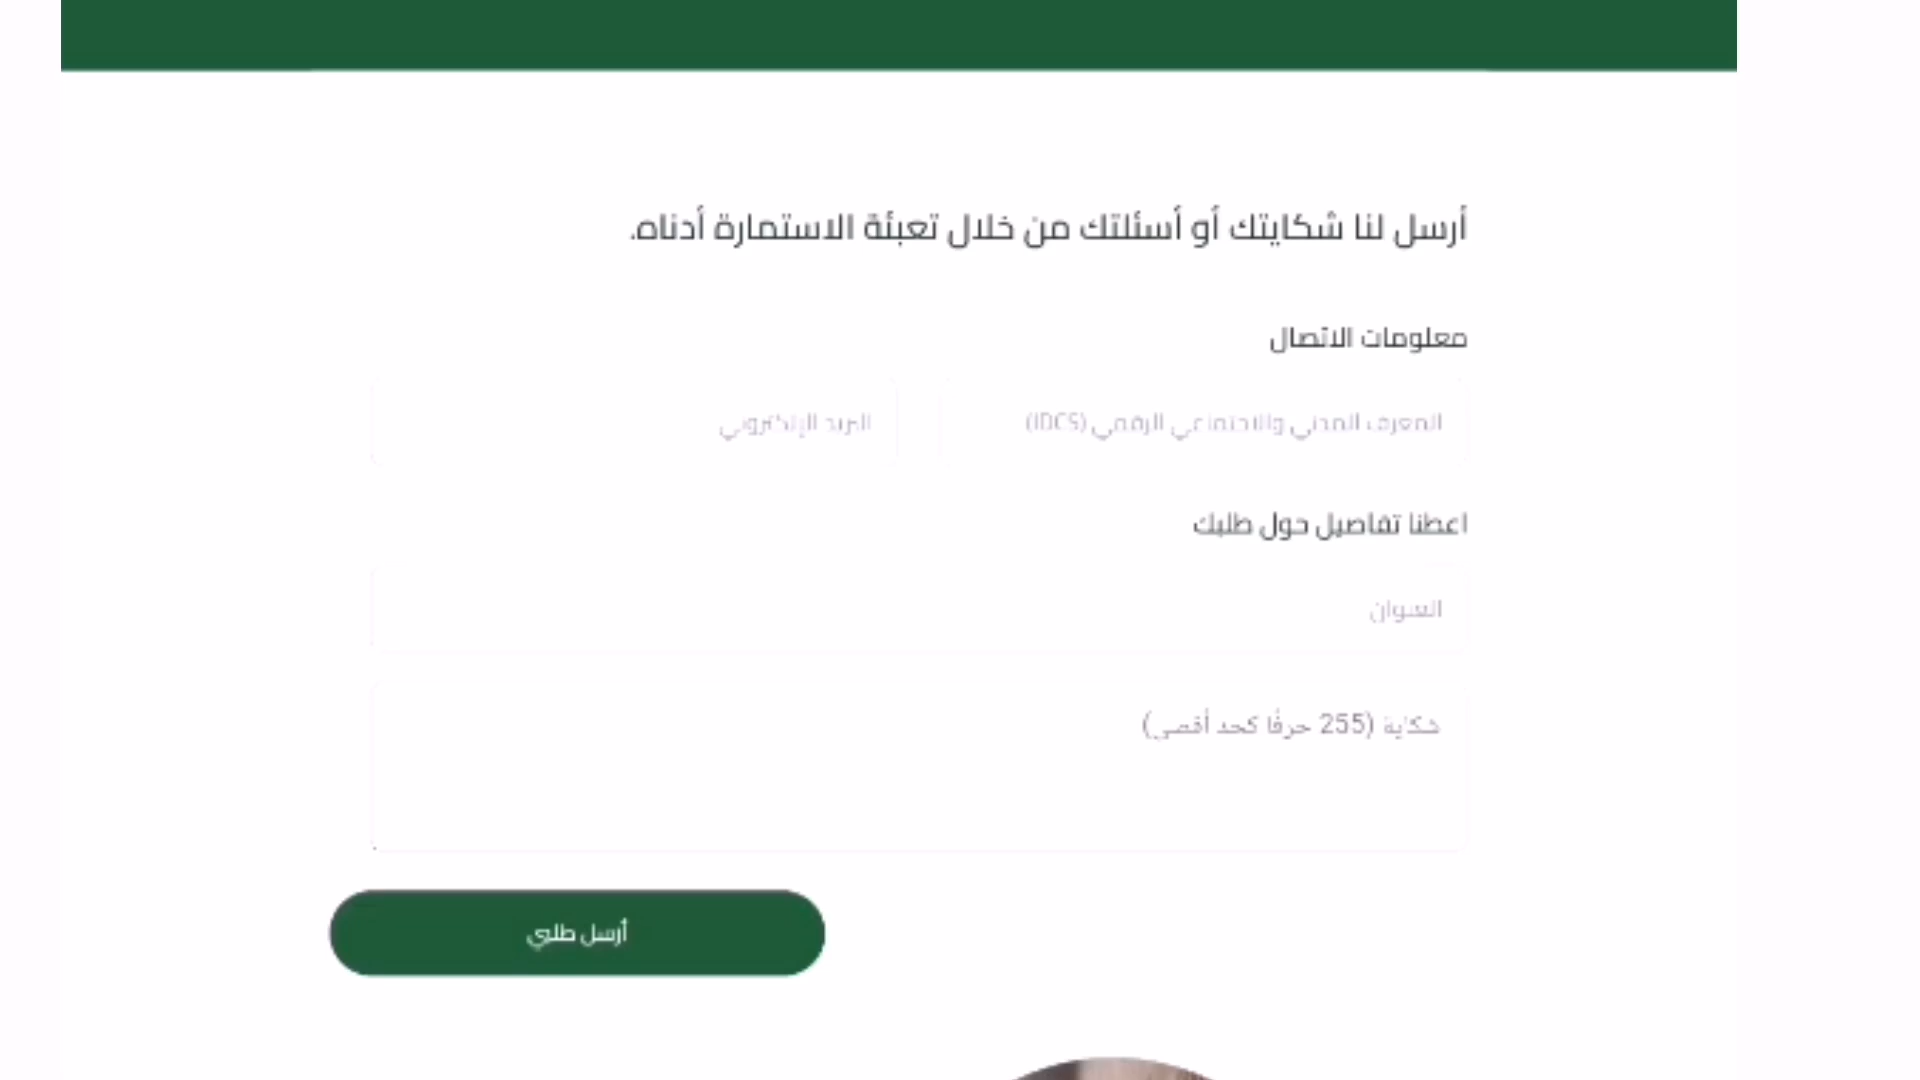 أرسل لنا شكايتك أو أسئلتك من خلال تعبئة الاستمارة أدناه.
معلومات الاتصال
المعرف المدني والاجتماعي الرقمي (IDCS)
البريد الإلكتروني
اعطنا تفاصيل حول طلبك
العنوان
شكاية (255 حرفًا كحد أقصى)
أرسل طلبي